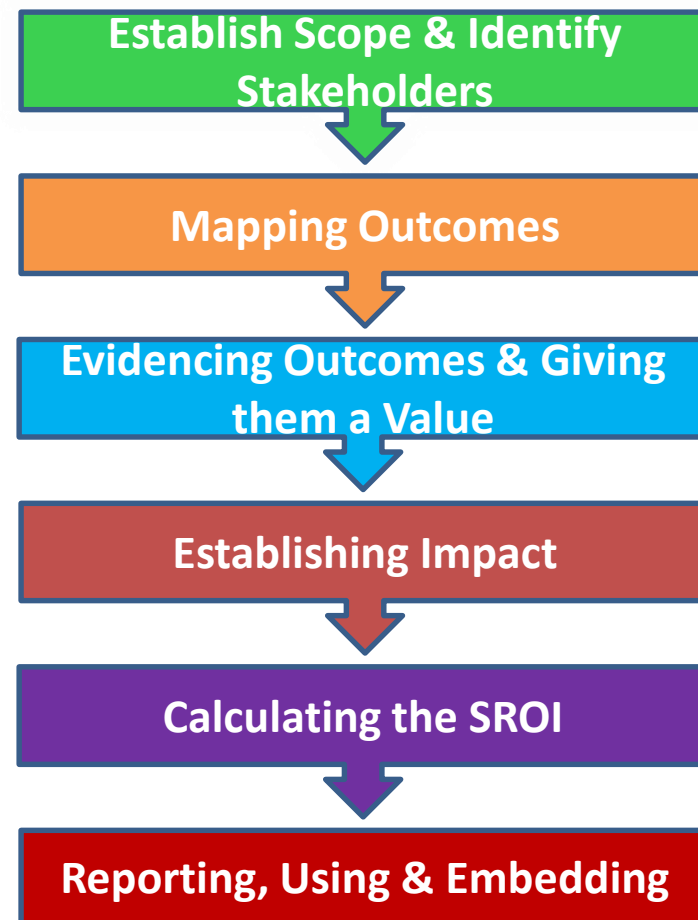 Establish Scope & Identify
Stakeholders
Mapping Outcomes
Evidencing Outcomes & Giving
them a Value
Establishing Impact
Calculating the SROI
Reporting, Using & Embedding